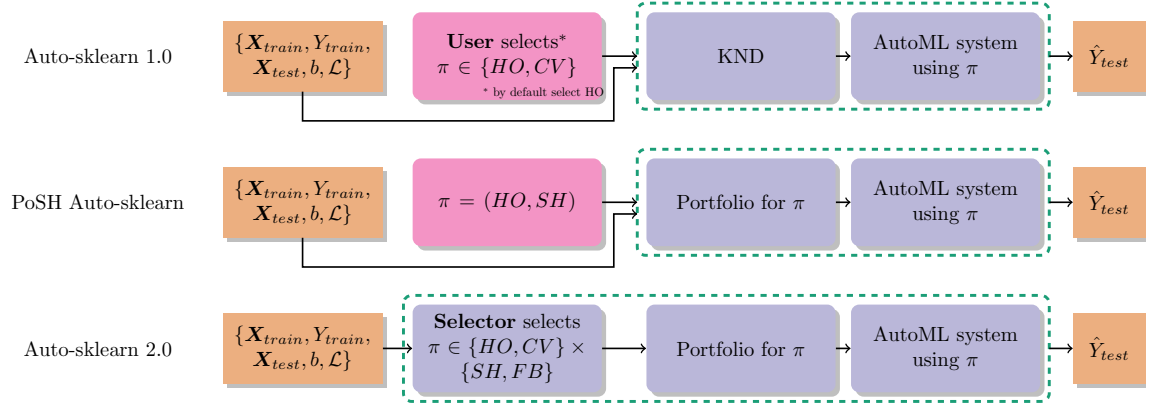 Auto-sklearn 1.0
{𝑿_train, Y_train,
𝑿_test, b, ℒ}
User selects*
π ∈ {HO, CV}
* by default select HO
KND
AutoML system
using π
Ŷ_test
PoSH Auto-sklearn
{𝑿_train, Y_train,
𝑿_test, b, ℒ}
π = (HO, SH)
Portfolio for π
AutoML system
using π
Ŷ_test
Auto-sklearn 2.0
{𝑿_train, Y_train,
𝑿_test, b, ℒ}
Selector selects
π ∈ {HO, CV} ×
{SH, FB}
Portfolio for π
AutoML system
using π
Ŷ_test